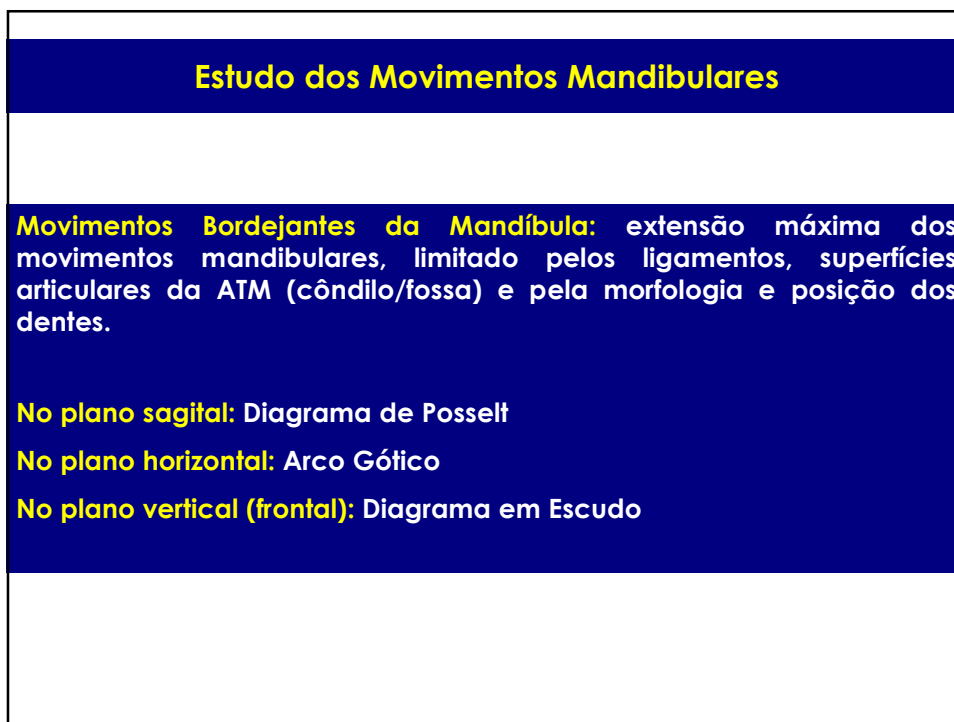 Estudo dos Movimentos Mandibulares
Movimentos Bordejantes da Mandíbula: extensão máxima dos
movimentos mandibulares, limitado pelos ligamentos, superfícies
articulares da ATM (côndilo/fossa) e pela morfologia e posição dos
dentes.
No plano sagital: Diagrama de Posselt
No plano horizontal: Arco Gótico
No plano vertical (frontal): Diagrama em Escudo